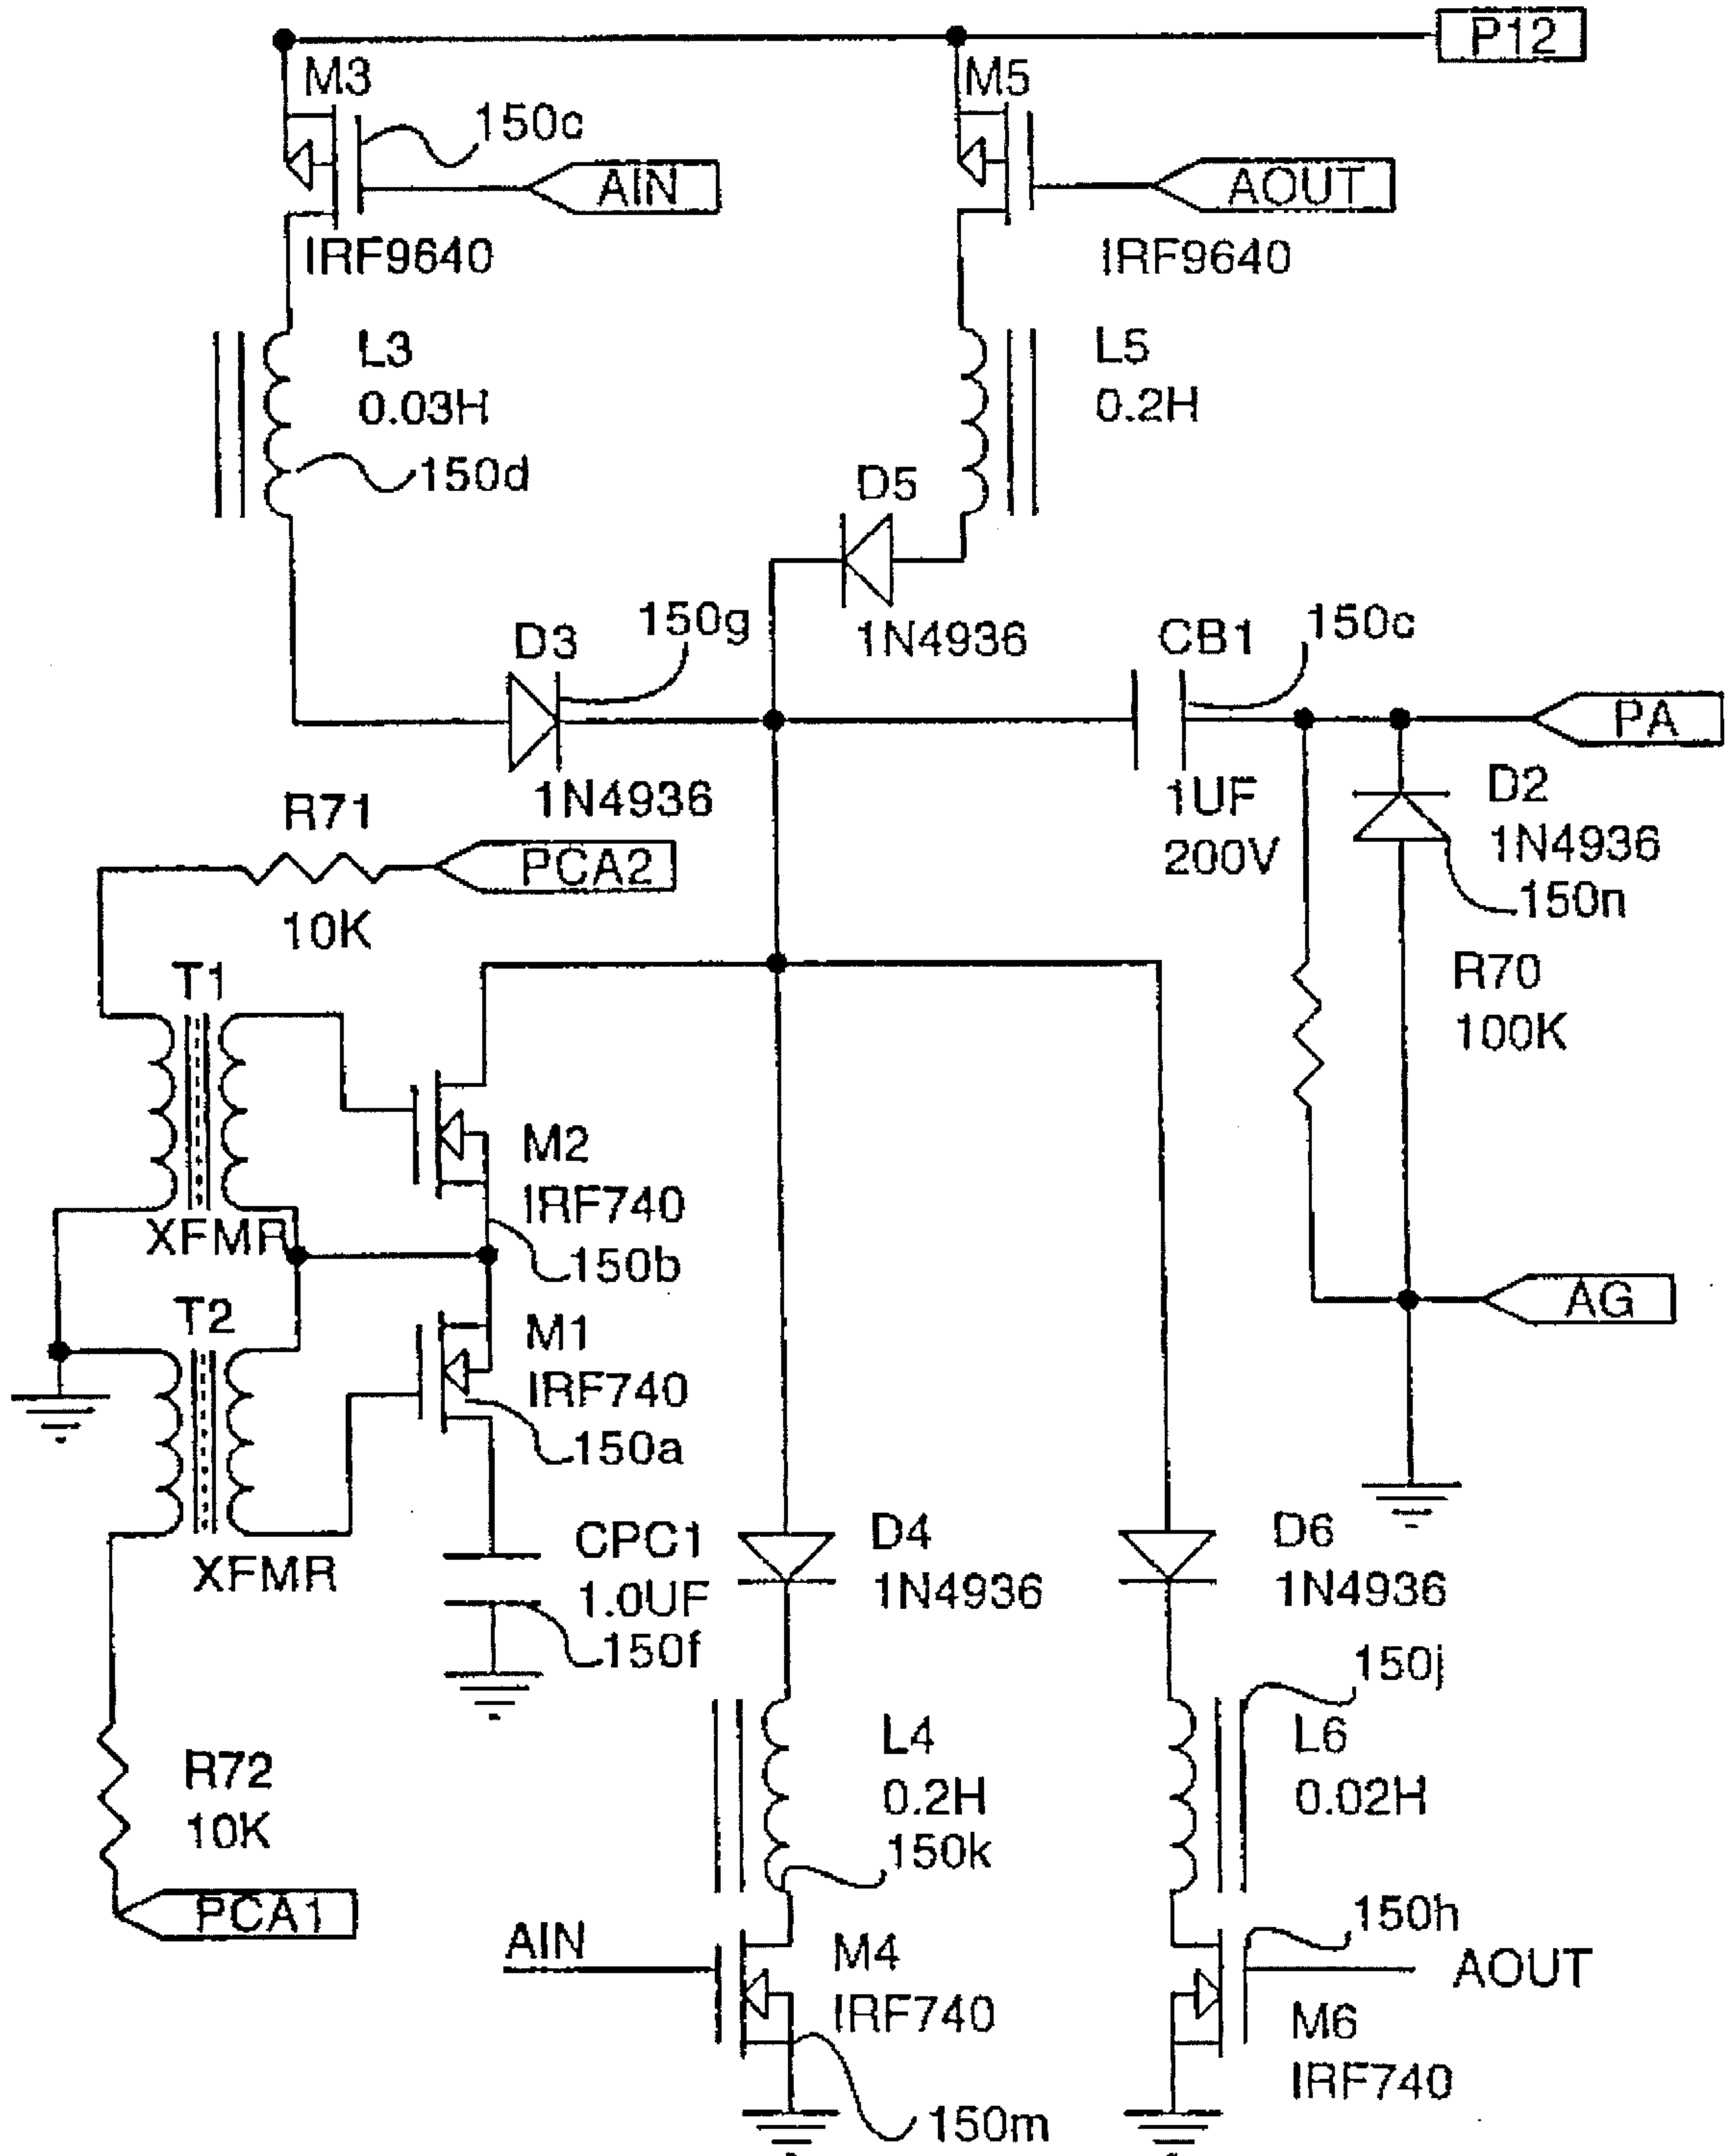 P12
M3
150c
AIN
IRF9640
M5
AOUT
IRF9640
L3
0.03H
150d
L5
0.2H
D5
1N4936
D3
150g
1N4936
CB1
150c
1UF
200V
PA
D2
1N4936
150n
R71
PCA2
10K
R70
100K
T1
XFMR
M2
IRF740
150b
T2
XFMR
M1
IRF740
150a
AG
CPC1
1.0UF
150f
D4
1N4936
D6
1N4936
150j
L4
0.2H
150k
L6
0.02H
R72
10K
PCA1
AIN
M4
IRF740
150m
150h
AOUT
M6
IRF740